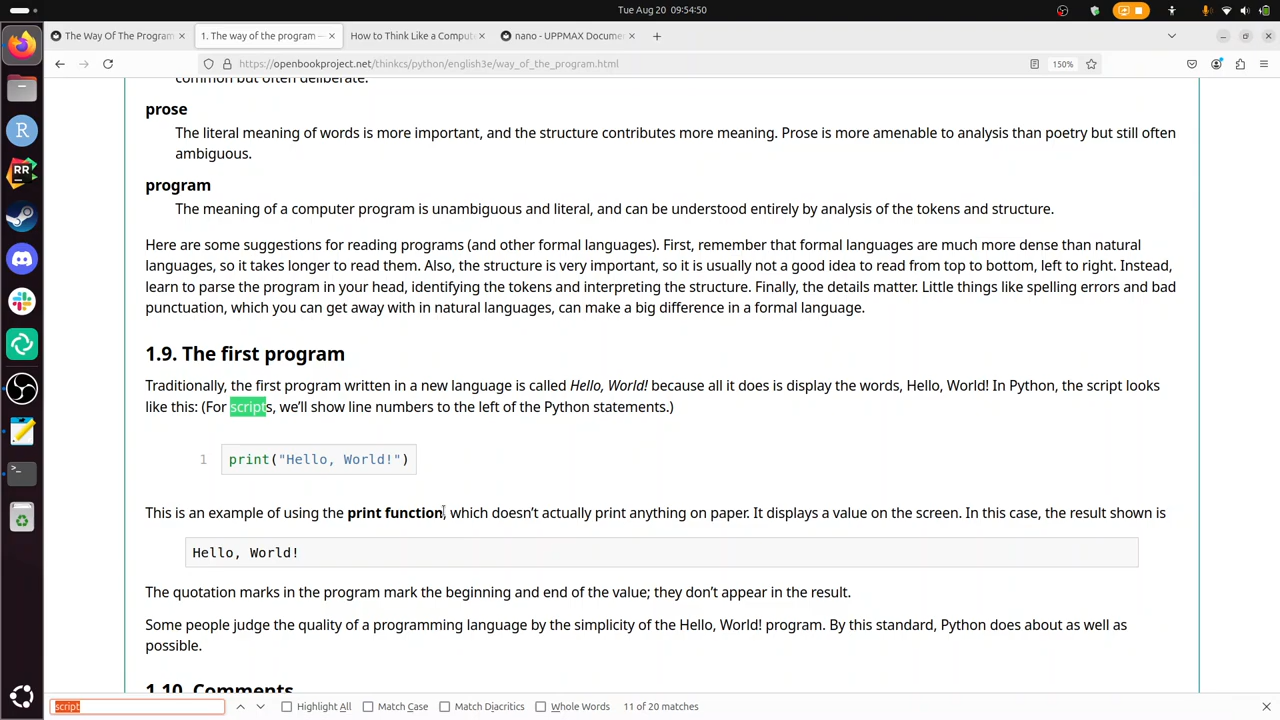 Tue Aug 20 09:54:50
The Way Of The Program
1. The way of the program —
How to Think Like a Compute
nano - UPPMAX Documen
https://openbookproject.net/thinkcs/python/english3e/way_of_the_program.html
150%
common but often deliberate.
prose
The literal meaning of words is more important, and the structure contributes more meaning. Prose is more amenable to analysis than poetry but still often
ambiguous.
program
The meaning of a computer program is unambiguous and literal, and can be understood entirely by analysis of the tokens and structure.
Here are some suggestions for reading programs (and other formal languages). First, remember that formal languages are much more dense than natural
languages, so it takes longer to read them. Also, the structure is very important, so it is usually not a good idea to read from top to bottom, left to right. Instead,
learn to parse the program in your head, identifying the tokens and interpreting the structure. Finally, the details matter. Little things like spelling errors and bad
punctuation, which you can get away with in natural languages, can make a big difference in a formal language.
1.9. The first program
Traditionally, the first program written in a new language is called Hello, World! because all it does is display the words, Hello, World! In Python, the script looks
like this: (For scripts, we’ll show line numbers to the left of the Python statements.)
1 print("Hello, World!")
This is an example of using the print function, which doesn’t actually print anything on paper. It displays a value on the screen. In this case, the result shown is
Hello, World!
The quotation marks in the program mark the beginning and end of the value; they don’t appear in the result.
Some people judge the quality of a programming language by the simplicity of the Hello, World! program. By this standard, Python does about as well as
possible.
1.10. Comments
script
Highlight All
Match Case
Match Diacritics
Whole Words
11 of 20 matches
R
RR